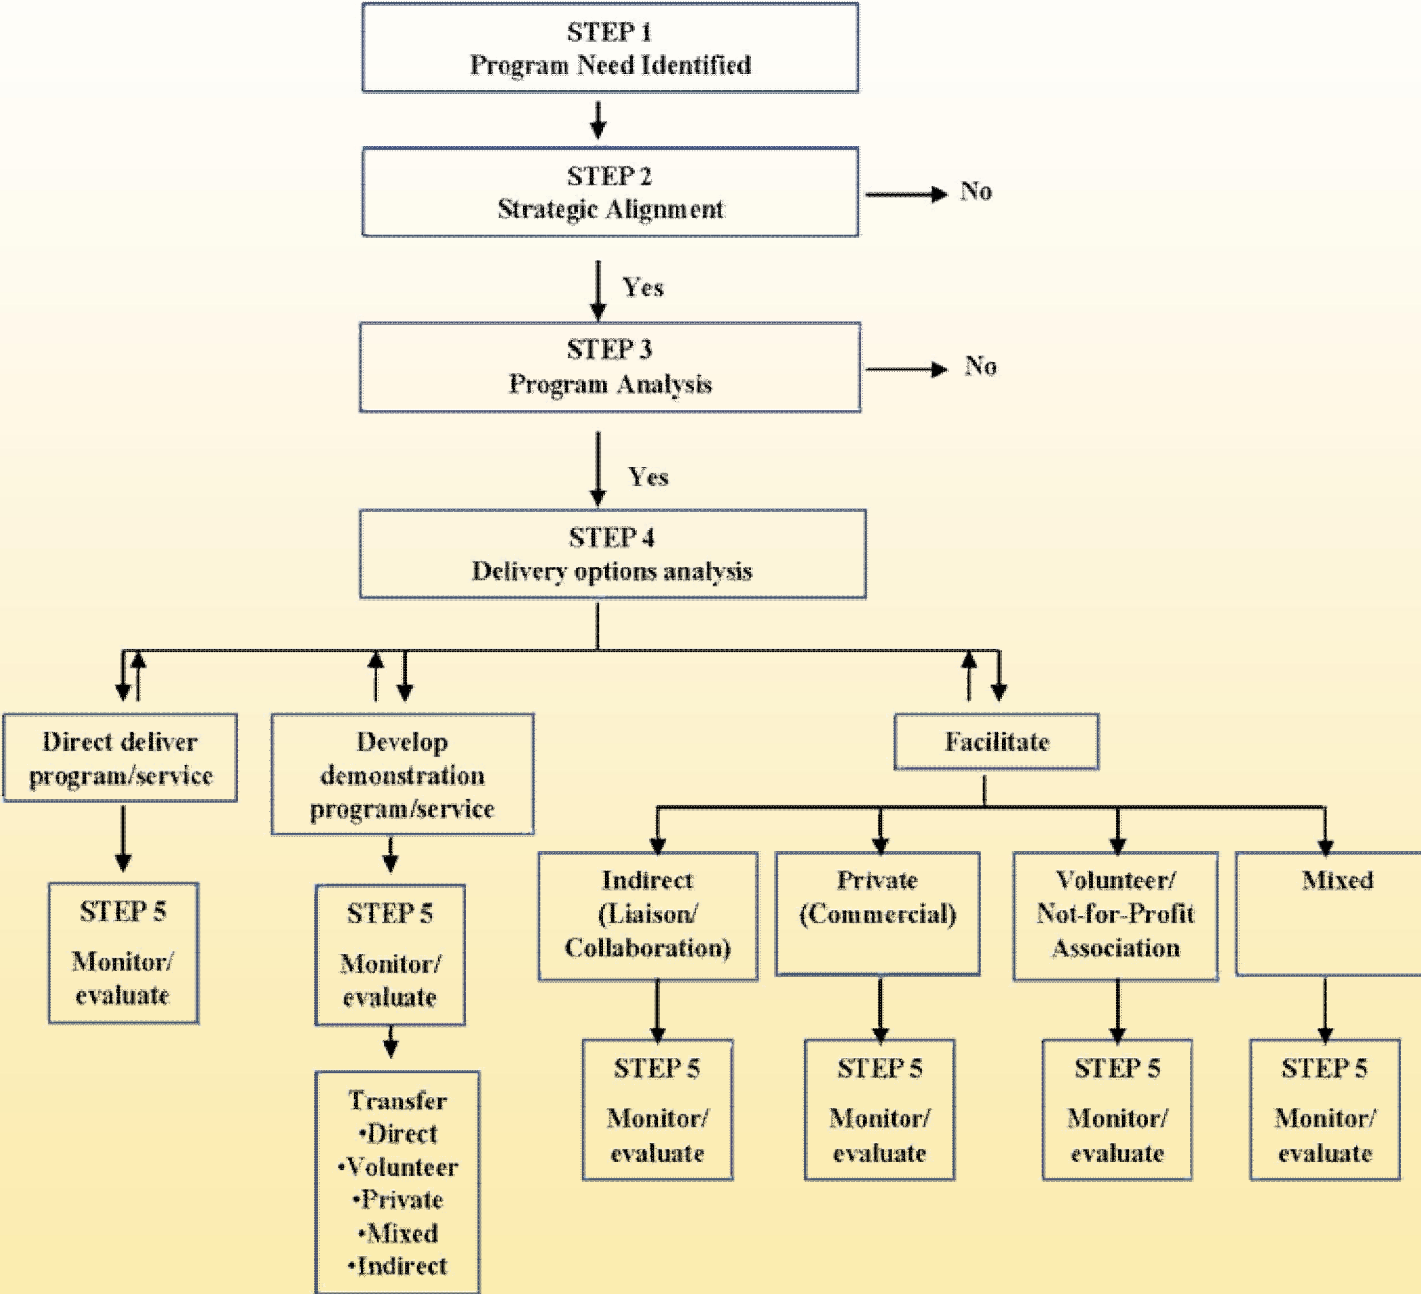 STEP 1
Program Need Identified
STEP 2
Strategic Alignment
No
Yes
STEP 3
Program Analysis
No
Yes
STEP 4
Delivery options analysis
Direct deliver
program/service
Develop
demonstration
program/service
Facilitate
Indirect
(Liaison/
Collaboration)
Private
(Commercial)
Volunteer/
Not-for-Profit
Association
Mixed
STEP 5
Monitor/
evaluate
STEP 5
Monitor/
evaluate
STEP 5
Monitor/
evaluate
STEP 5
Monitor/
evaluate
STEP 5
Monitor/
evaluate
STEP 5
Monitor/
evaluate
Transfer
•Direct
•Volunteer
•Private
•Mixed
•Indirect